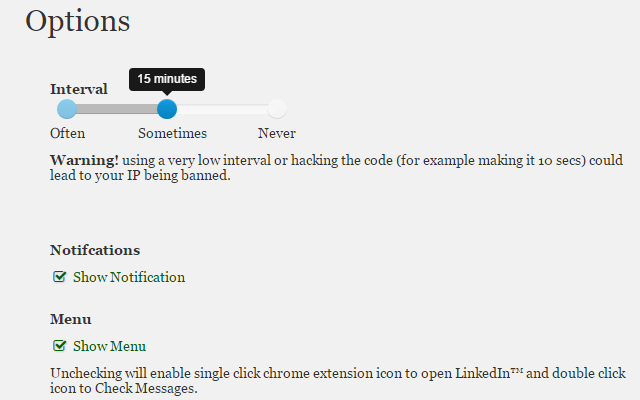 Options
15 minutes
Interval
Often Sometimes Never
Warning! using a very low interval or hacking the code (for example making it 10 secs) could
lead to your IP being banned.
Notifcations
Show Notification
Menu
Show Menu
Unchecking will enable single click chrome extension icon to open LinkedIn™ and double click
icon to Check Messages.